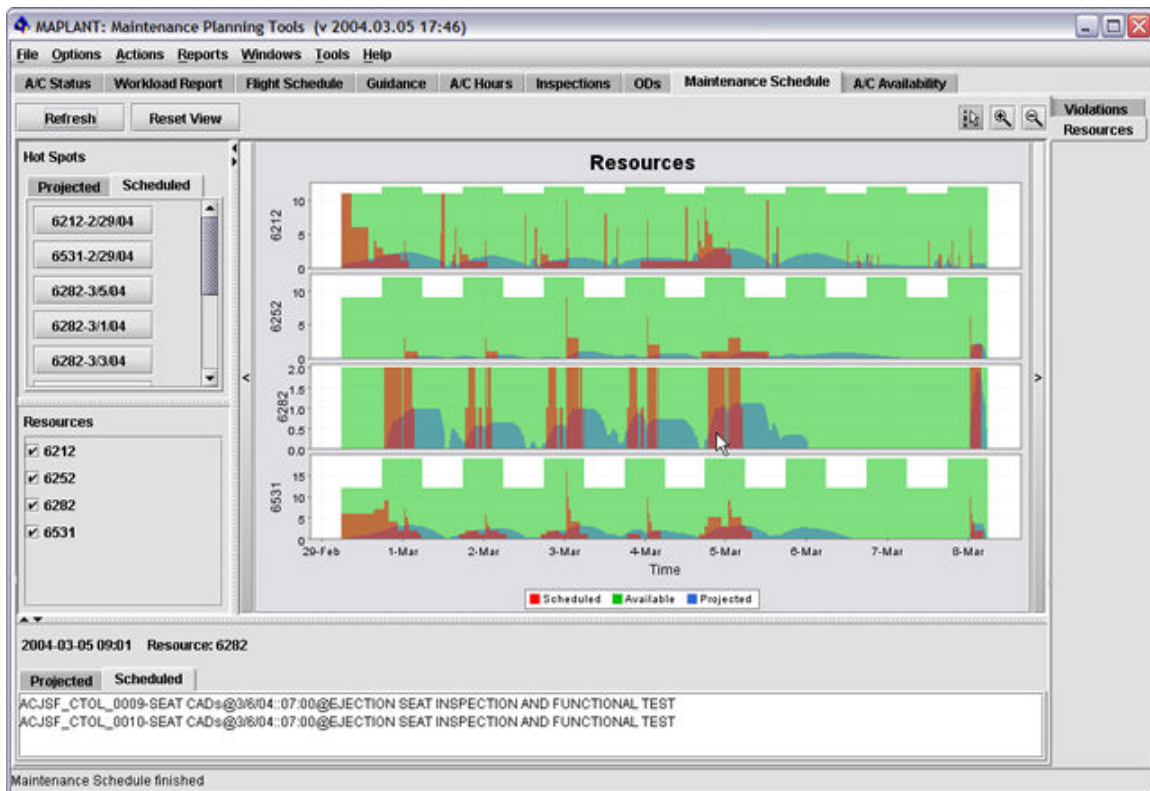 MAPLANT: Maintenance Planning Tools (v 2004.03.05 17:46)
File Options Actions Reports Windows Tools Help
A/C Status Workload Report Flight Schedule Guidance A/C Hours Inspections ODs Maintenance Schedule A/C Availability
Refresh Reset View
Violations
Resources
Hot Spots
Projected Scheduled
6212-2/29/04
6531-2/29/04
6282-3/5/04
6282-3/1/04
6282-3/3/04
Resources
6212
6252
6282
6531
<
>
Resources
6212
10
5
0
6252
10
5
0
6282
2.0
1.5
1.0
0.5
0.0
6531
15
10
5
0
29-Feb 1-Mar 2-Mar 3-Mar 4-Mar 5-Mar 6-Mar 7-Mar 8-Mar
Time
Scheduled Available Projected
2004-03-05 09:01 Resource: 6282
Projected Scheduled
ACJSF_CTOL_0009-SEAT CADs@3/6/04::07:00@EJECTION SEAT INSPECTION AND FUNCTIONAL TEST
ACJSF_CTOL_0010-SEAT CADs@3/6/04::07:00@EJECTION SEAT INSPECTION AND FUNCTIONAL TEST
Maintenance Schedule finished